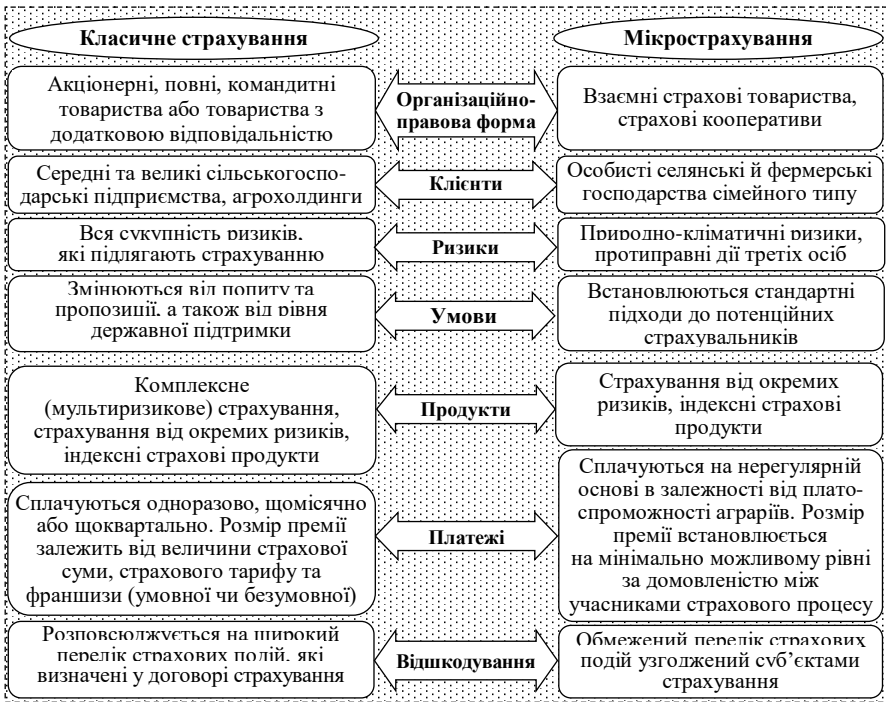 Класичне страхування
Мікрострахування
Акціонерні, повні, командитні
товариства або товариства з
додатковою відповідальністю
Організаційно-
правова форма
Взаємні страхові товариства,
страхові кооперативи
Середні та великі сільськогоспо-
дарські підприємства, агрохолдинги
Клієнти
Особисті селянські й фермерські
господарства сімейного типу
Вся сукупність ризиків,
які підлягають страхуванню
Ризики
Природно-кліматичні ризики,
протиправні дії третіх осіб
Змінюються від попиту та
пропозиції, а також від рівня
державної підтримки
Умови
Встановлюються стандартні
підходи до потенційних
страхувальників
Комплексне
(мультиризикове) страхування,
страхування від окремих ризиків,
індексні страхові продукти
Продукти
Страхування від окремих
ризиків, індексні страхові
продукти
Сплачуються одноразово, щомісячно
або щоквартально. Розмір премії
залежить від величини страхової
суми, страхового тарифу та
франшизи (умовної чи безумовної)
Платежі
Сплачуються на нерегулярній
основі в залежності від плато-
спроможності аграріїв. Розмір
премії встановлюється
на мінімально можливому рівні
за домовленістю між
учасниками страхового процесу
Розповсюджується на широкий
перелік страхових подій, які
визначені у договорі страхування
Відшкодування
Обмежений перелік страхових
подій узгоджений суб’єктами
страхування